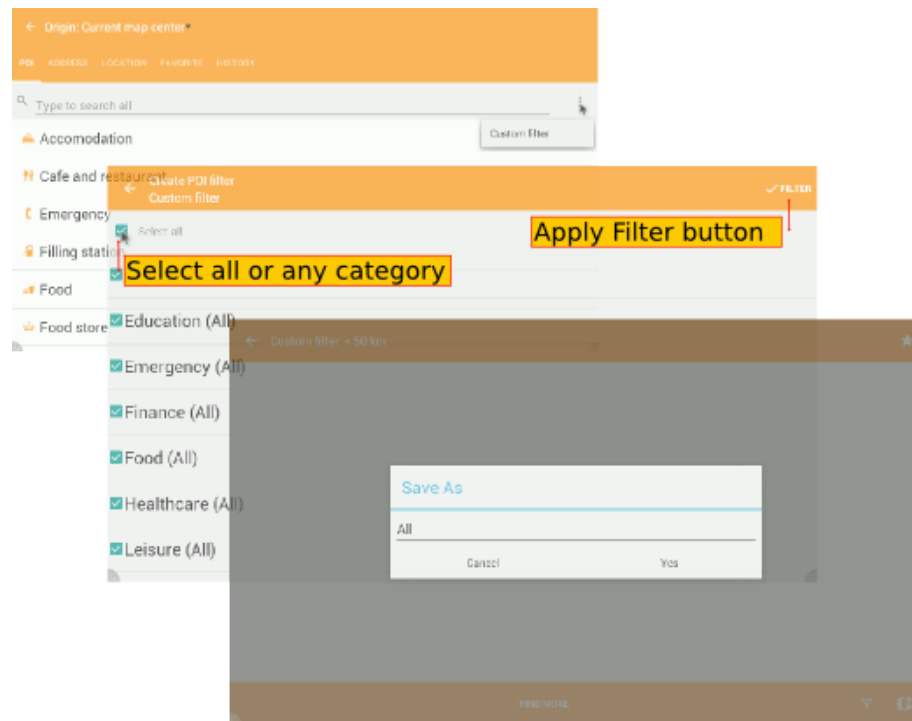 Origin: Current map center
POI ADDRESS LOCATION FAVORITE HISTORY
Type to search all
Custom filter
Accomodation
Cafe and restaurant
Emergency
Filling station
Food
Food store
Create POI filter
Custom filter
FILTER
Select all
Apply Filter button
Select all or any category
Education (All)
Emergency (All)
Finance (All)
Food (All)
Healthcare (All)
Leisure (All)
Custom filter < 50 km
Save As
All
Cancel Yes
FIND MORE